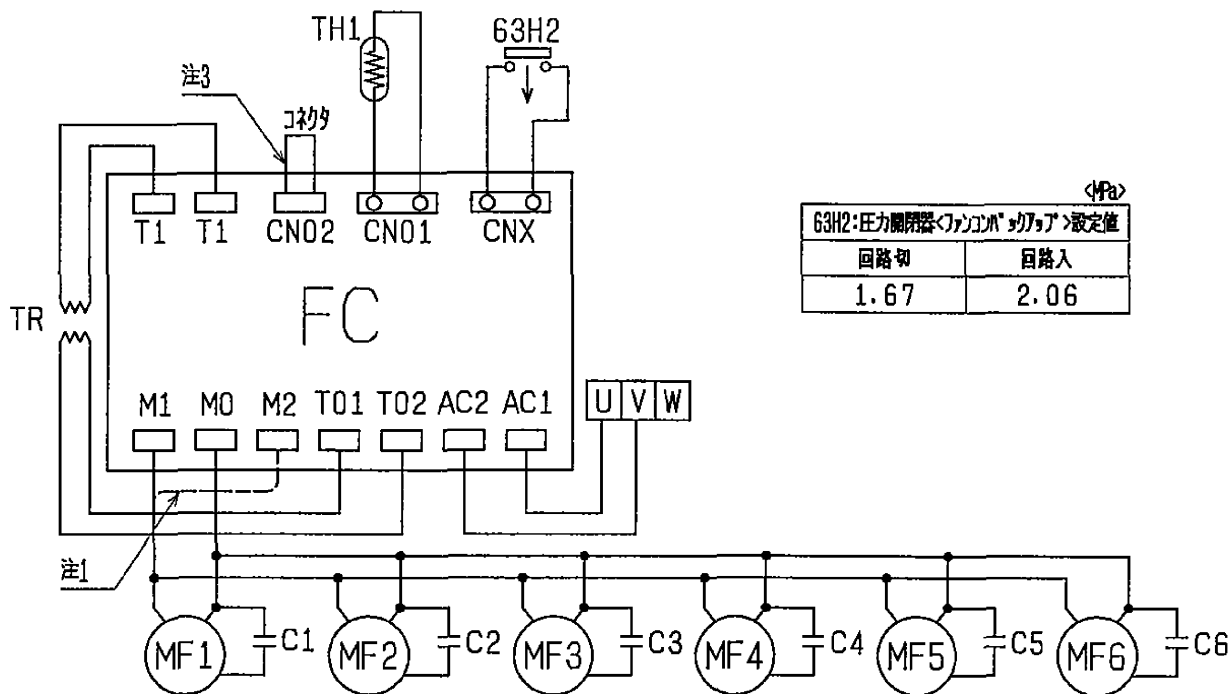 TH1
63H2
注3
コネクタ
T1 T1 CN02 CN01 CNX
<MPa>
63H2:圧力開閉器<ファンコンバックアップ>設定値
回路切 回路入
1.67 2.06
TR
FC
M1 M0 M2 T01 T02 AC2 AC1
U V W
注1
MF1 C1 MF2 C2 MF3 C3 MF4 C4 MF5 C5 MF6 C6